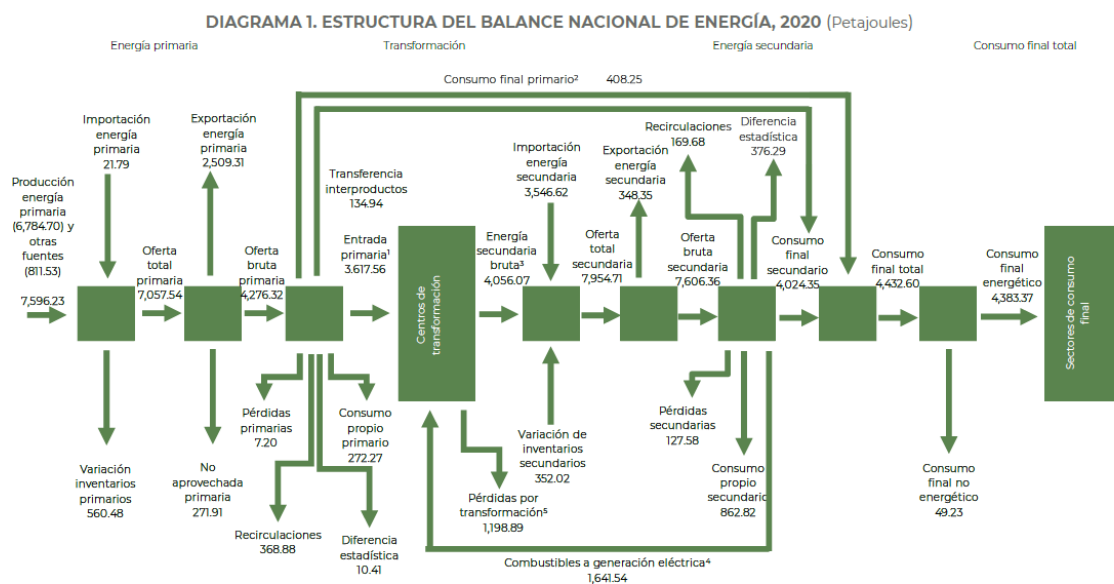 DIAGRAMA 1. ESTRUCTURA DEL BALANCE NACIONAL DE ENERGÍA, 2020 (Petajoules)
Energía primaria
Transformación
Energía secundaria
Consumo final total
Consumo final primario² 408.25
Importación
energía
primaria
21.79
Exportación
energía
primaria
2,509.31
Transferencia
interproductos
134.94
Importación
energía
secundaria
3,546.62
Exportación
energía
secundaria
348.35
Recirculaciones
169.68
Diferencia
estadística
376.29
Producción
energía
primaria
(6,784.70) y
otras
fuentes
(811.53)
7,596.23
Oferta
total
primaria
7,057.54
Oferta
bruta
primaria
4,276.32
Entrada
primaria¹
3.617.56
Centros de
transformación
Energía
secundaria
bruta³
4,056.07
Oferta
total
secundaria
7,954.71
Oferta
bruta
secundaria
7,606.36
Consumo
final
secundario
4,024.35
Consumo
final total
4,432.60
Consumo
final
energético
4,383.37
Sectores de consumo
final
Variación
inventarios
primarios
560.48
No
aprovechada
primaria
271.91
Pérdidas
primarias
7.20
Consumo
propio
primario
272.27
Recirculaciones
368.88
Diferencia
estadística
10.41
Pérdidas por
transformación⁵
1,198.89
Variación de
inventarios
secundarios
352.02
Pérdidas
secundarias
127.58
Consumo
propio
secundario
862.82
Consumo
final no
energético
49.23
Combustibles a generación eléctrica⁴
1,641.54